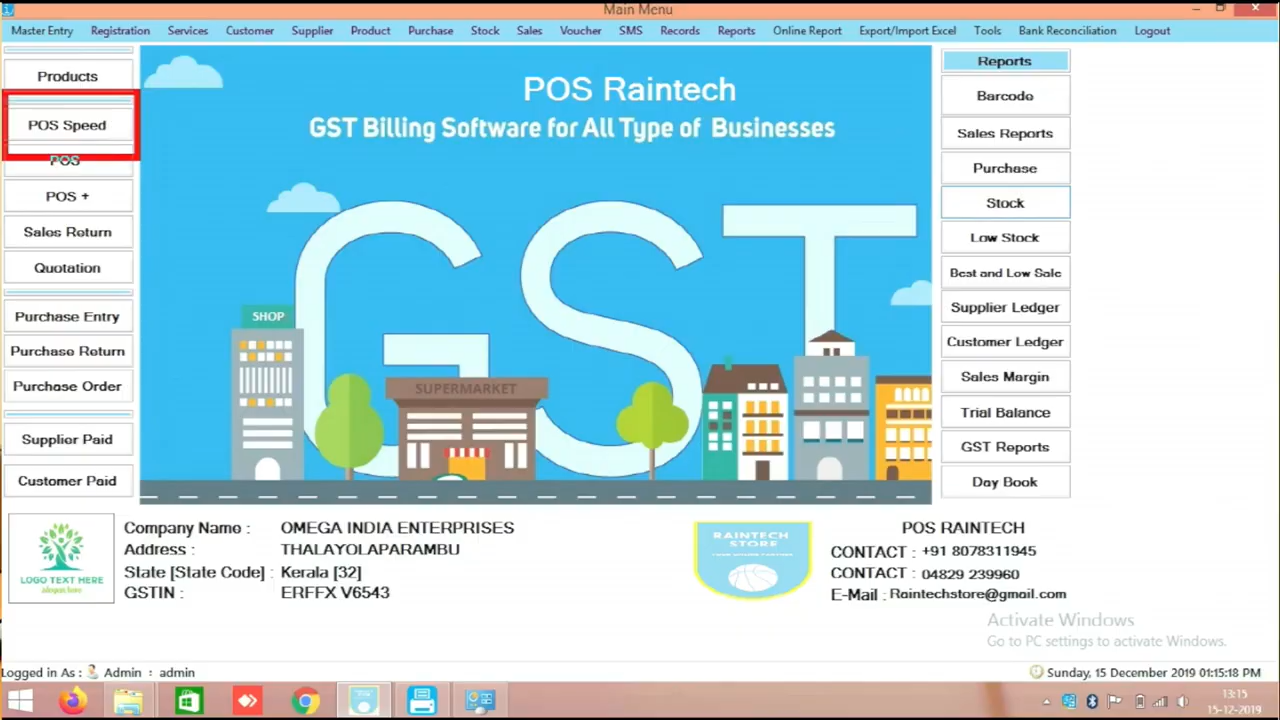 Main Menu
Master Entry Registration Services Customer Supplier Product Purchase Stock Sales Voucher SMS Records Reports Online Report Export/Import Excel Tools Bank Reconciliation Logout
Products
POS Speed
POS
POS +
Sales Return
Quotation
Purchase Entry
Purchase Return
Purchase Order
Supplier Paid
Customer Paid
POS Raintech
GST Billing Software for All Type of Businesses
GST
SHOP
SUPERMARKET
Reports
Barcode
Sales Reports
Purchase
Stock
Low Stock
Best and Low Sale
Supplier Ledger
Customer Ledger
Sales Margin
Trial Balance
GST Reports
Day Book
LOGO TEXT HERE
Company Name : OMEGA INDIA ENTERPRISES
Address : THALAYOLAPARAMBU
State [State Code] : Kerala [32]
GSTIN : ERFFX V6543
RAINTECH
STORE
POS RAINTECH
CONTACT : +91 8078311945
CONTACT : 04829 239960
E-Mail : Raintechstore@gmail.com
Activate Windows
Go to PC settings to activate Windows.
Logged in As : Admin : admin
Sunday, 15 December 2019 01:15:18 PM
13:15
15-12-2019